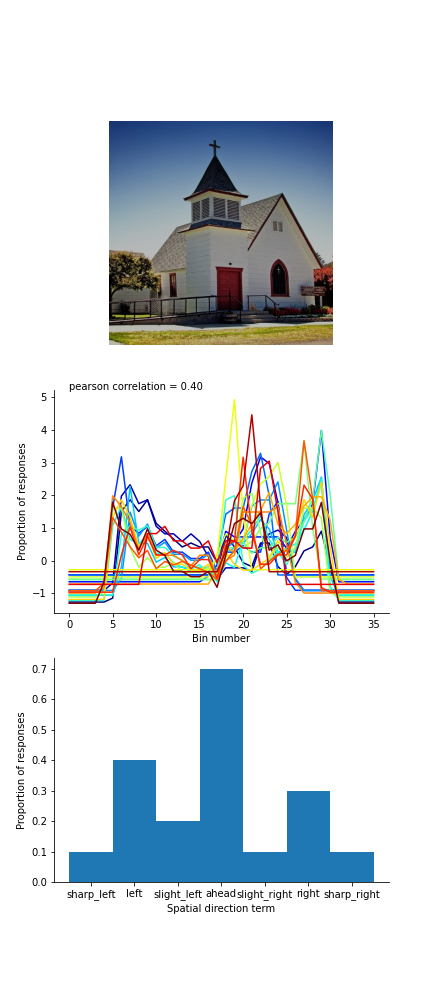 pearson correlation = 0.40
Proportion of responses
5
4
3
2
1
0
−1
0 5 10 15 20 25 30 35
Bin number
Proportion of responses
0.7
0.6
0.5
0.4
0.3
0.2
0.1
0.0
sharp_left left slight_left ahead slight_right right sharp_right
Spatial direction term